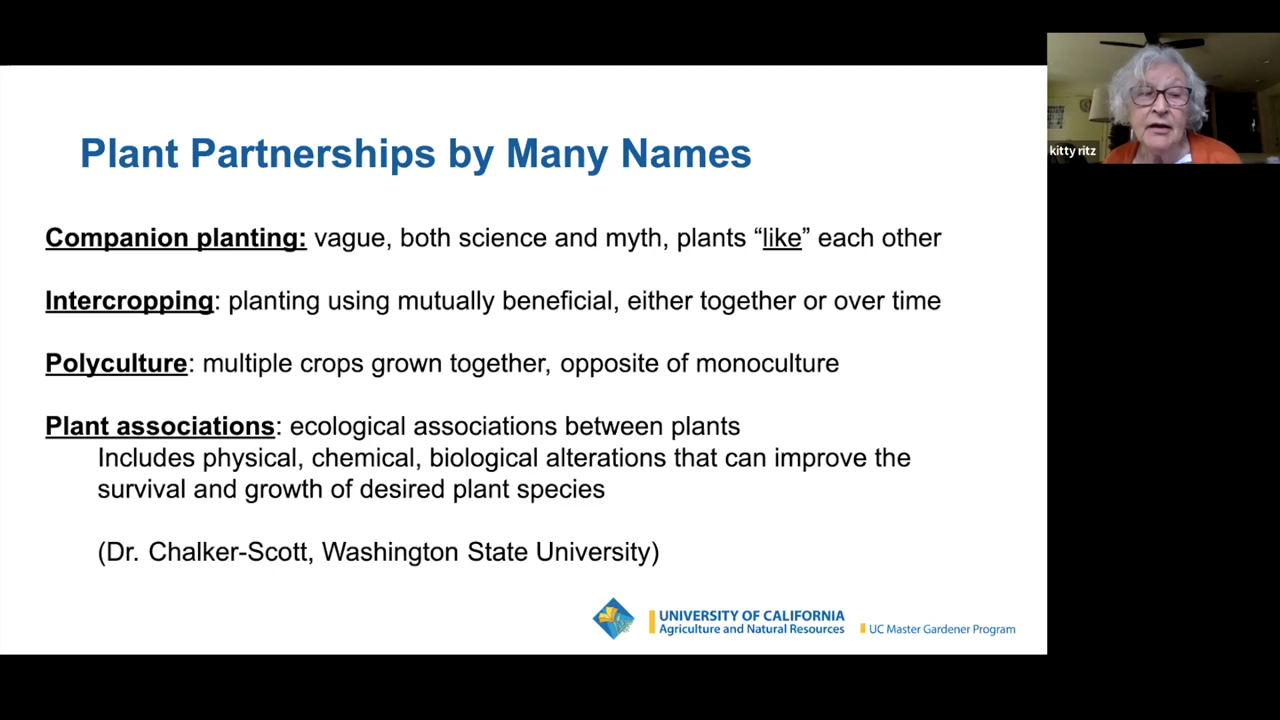 Plant Partnerships by Many Names
Companion planting: vague, both science and myth, plants “like” each other
Intercropping: planting using mutually beneficial, either together or over time
Polyculture: multiple crops grown together, opposite of monoculture
Plant associations: ecological associations between plants
Includes physical, chemical, biological alterations that can improve the
survival and growth of desired plant species
(Dr. Chalker-Scott, Washington State University)
UNIVERSITY OF CALIFORNIA
Agriculture and Natural Resources
UC Master Gardener Program
kitty ritz